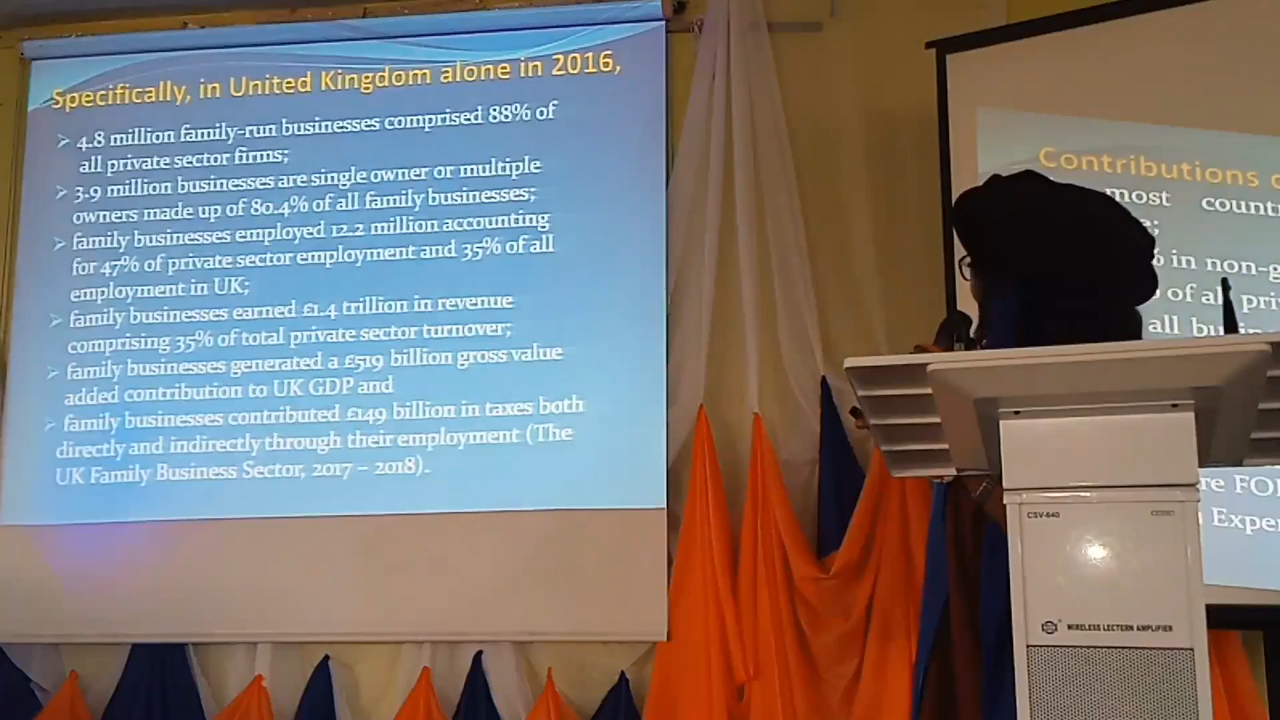 Specifically, in United Kingdom alone in 2016,
➢ 4.8 million family-run businesses comprised 88% of
all private sector firms;
➢ 3.9 million businesses are single owner or multiple
owners made up of 80.4% of all family businesses;
➢ family businesses employed 12.2 million accounting
for 47% of private sector employment and 35% of all
employment in UK;
➢ family businesses earned £1.4 trillion in revenue
comprising 35% of total private sector turnover;
➢ family businesses generated a £519 billion gross value
added contribution to UK GDP and
➢ family businesses contributed £149 billion in taxes both
directly and indirectly through their employment (The
UK Family Business Sector, 2017 – 2018).
Contributions
most
in non-
of all
all
CSV-640
WIRELESS LECTERN AMPLIFIER